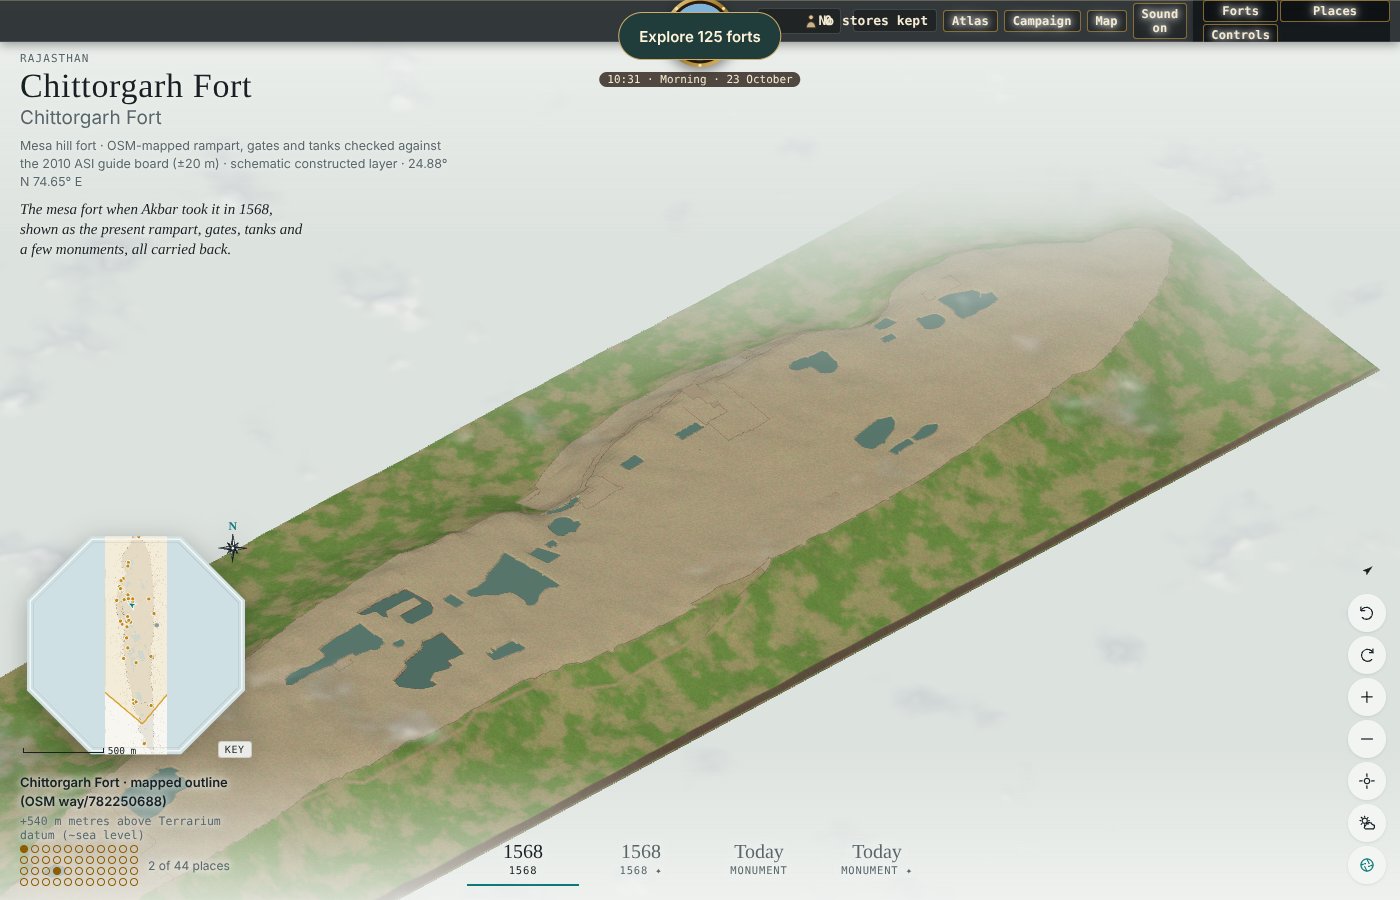 Explore 125 forts
stores kept
Atlas
Campaign
Map
Sound on
Forts
Places
Controls
10:31 · Morning · 23 October
RAJASTHAN
Chittorgarh Fort
Chittorgarh Fort
Mesa hill fort · OSM-mapped rampart, gates and tanks checked against
the 2010 ASI guide board (±20 m) · schematic constructed layer · 24.88°
N 74.65° E
The mesa fort when Akbar took it in 1568,
shown as the present rampart, gates, tanks and
a few monuments, all carried back.
N
500 m
KEY
Chittorgarh Fort · mapped outline
(OSM way/782250688)
+540 m metres above Terrarium
datum (~sea level)
2 of 44 places
1568
1568
1568
1568 ✦
Today
MONUMENT
Today
MONUMENT ✦